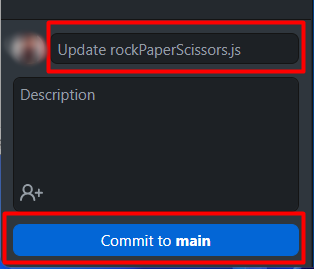 Update rockPaperScissors.js
Description
Commit to main